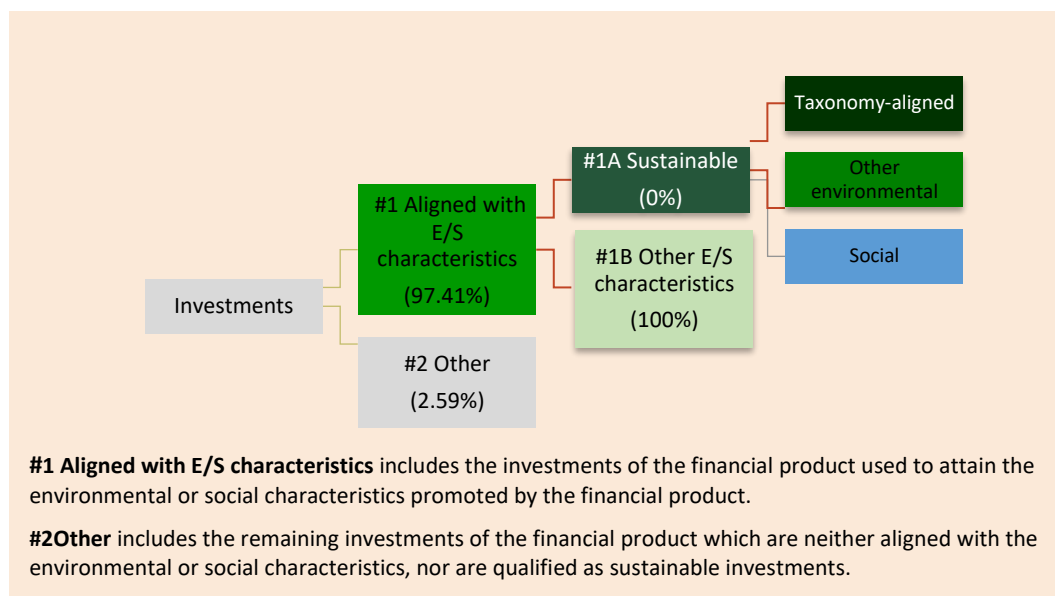 Taxonomy-aligned
#1A Sustainable
(0%)
Other
environmental
#1 Aligned with
E/S
characteristics
(97.41%)
Social
#1B Other E/S
characteristics
(100%)
Investments
#2 Other
(2.59%)
#1 Aligned with E/S characteristics includes the investments of the financial product used to attain the
environmental or social characteristics promoted by the financial product.
#2Other includes the remaining investments of the financial product which are neither aligned with the
environmental or social characteristics, nor are qualified as sustainable investments.